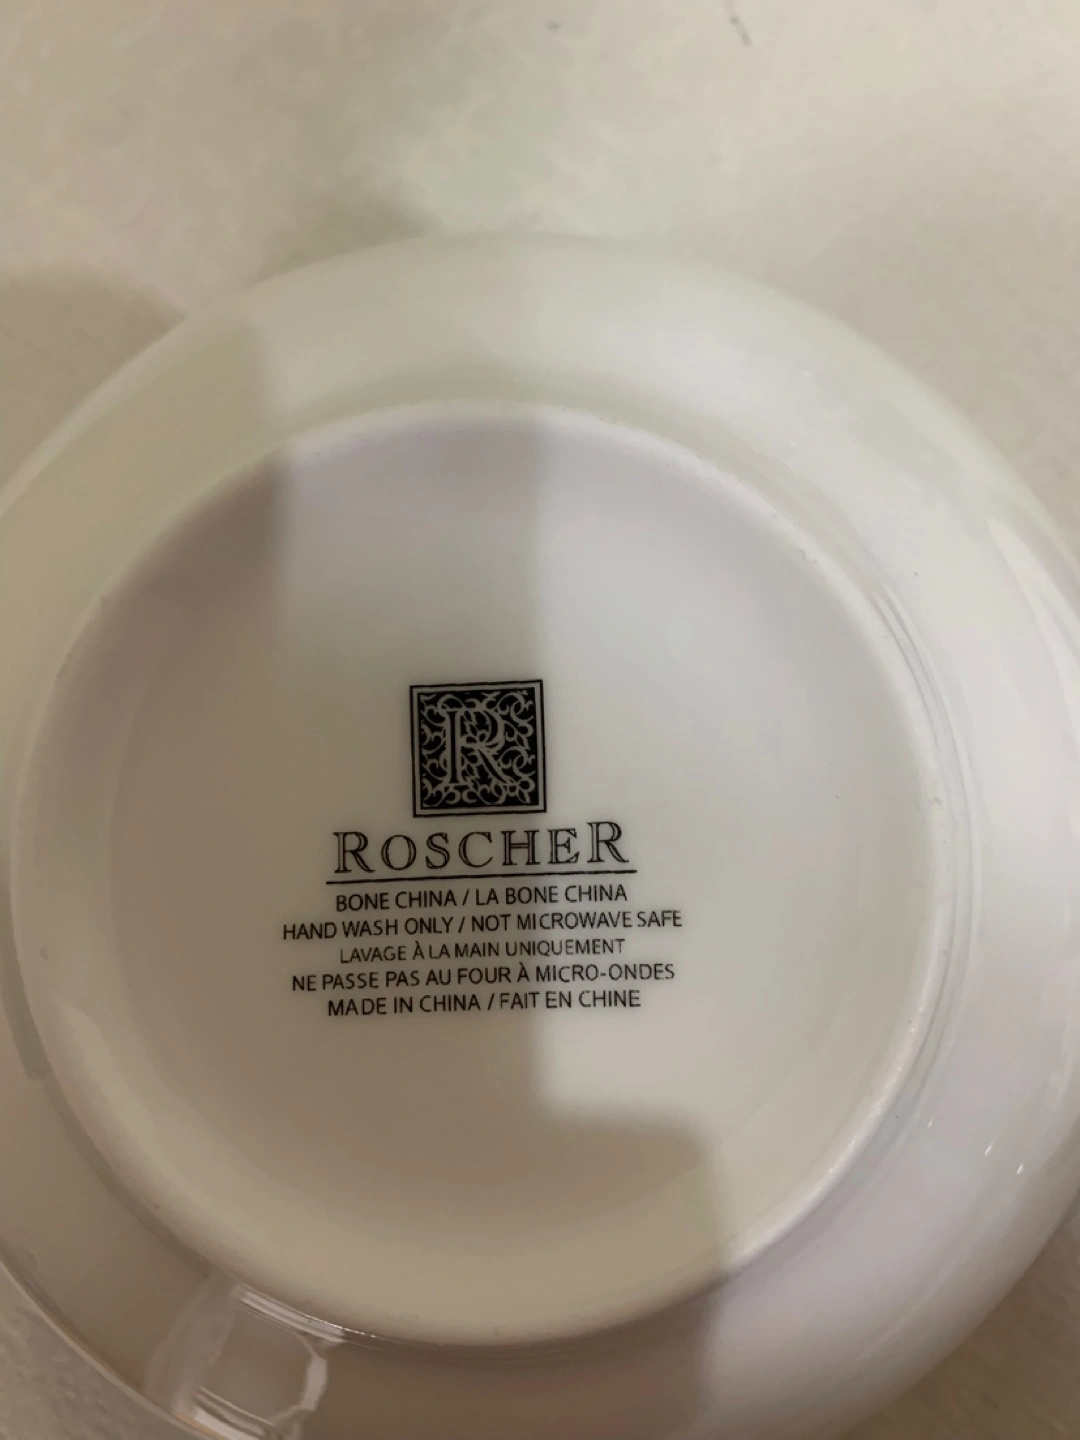 R
ROSCHER
BONE CHINA / LA BONE CHINA
HAND WASH ONLY / NOT MICROWAVE SAFE
LAVAGE À LA MAIN UNIQUEMENT
NE PASSE PAS AU FOUR À MICRO-ONDES
MADE IN CHINA / FAIT EN CHINE